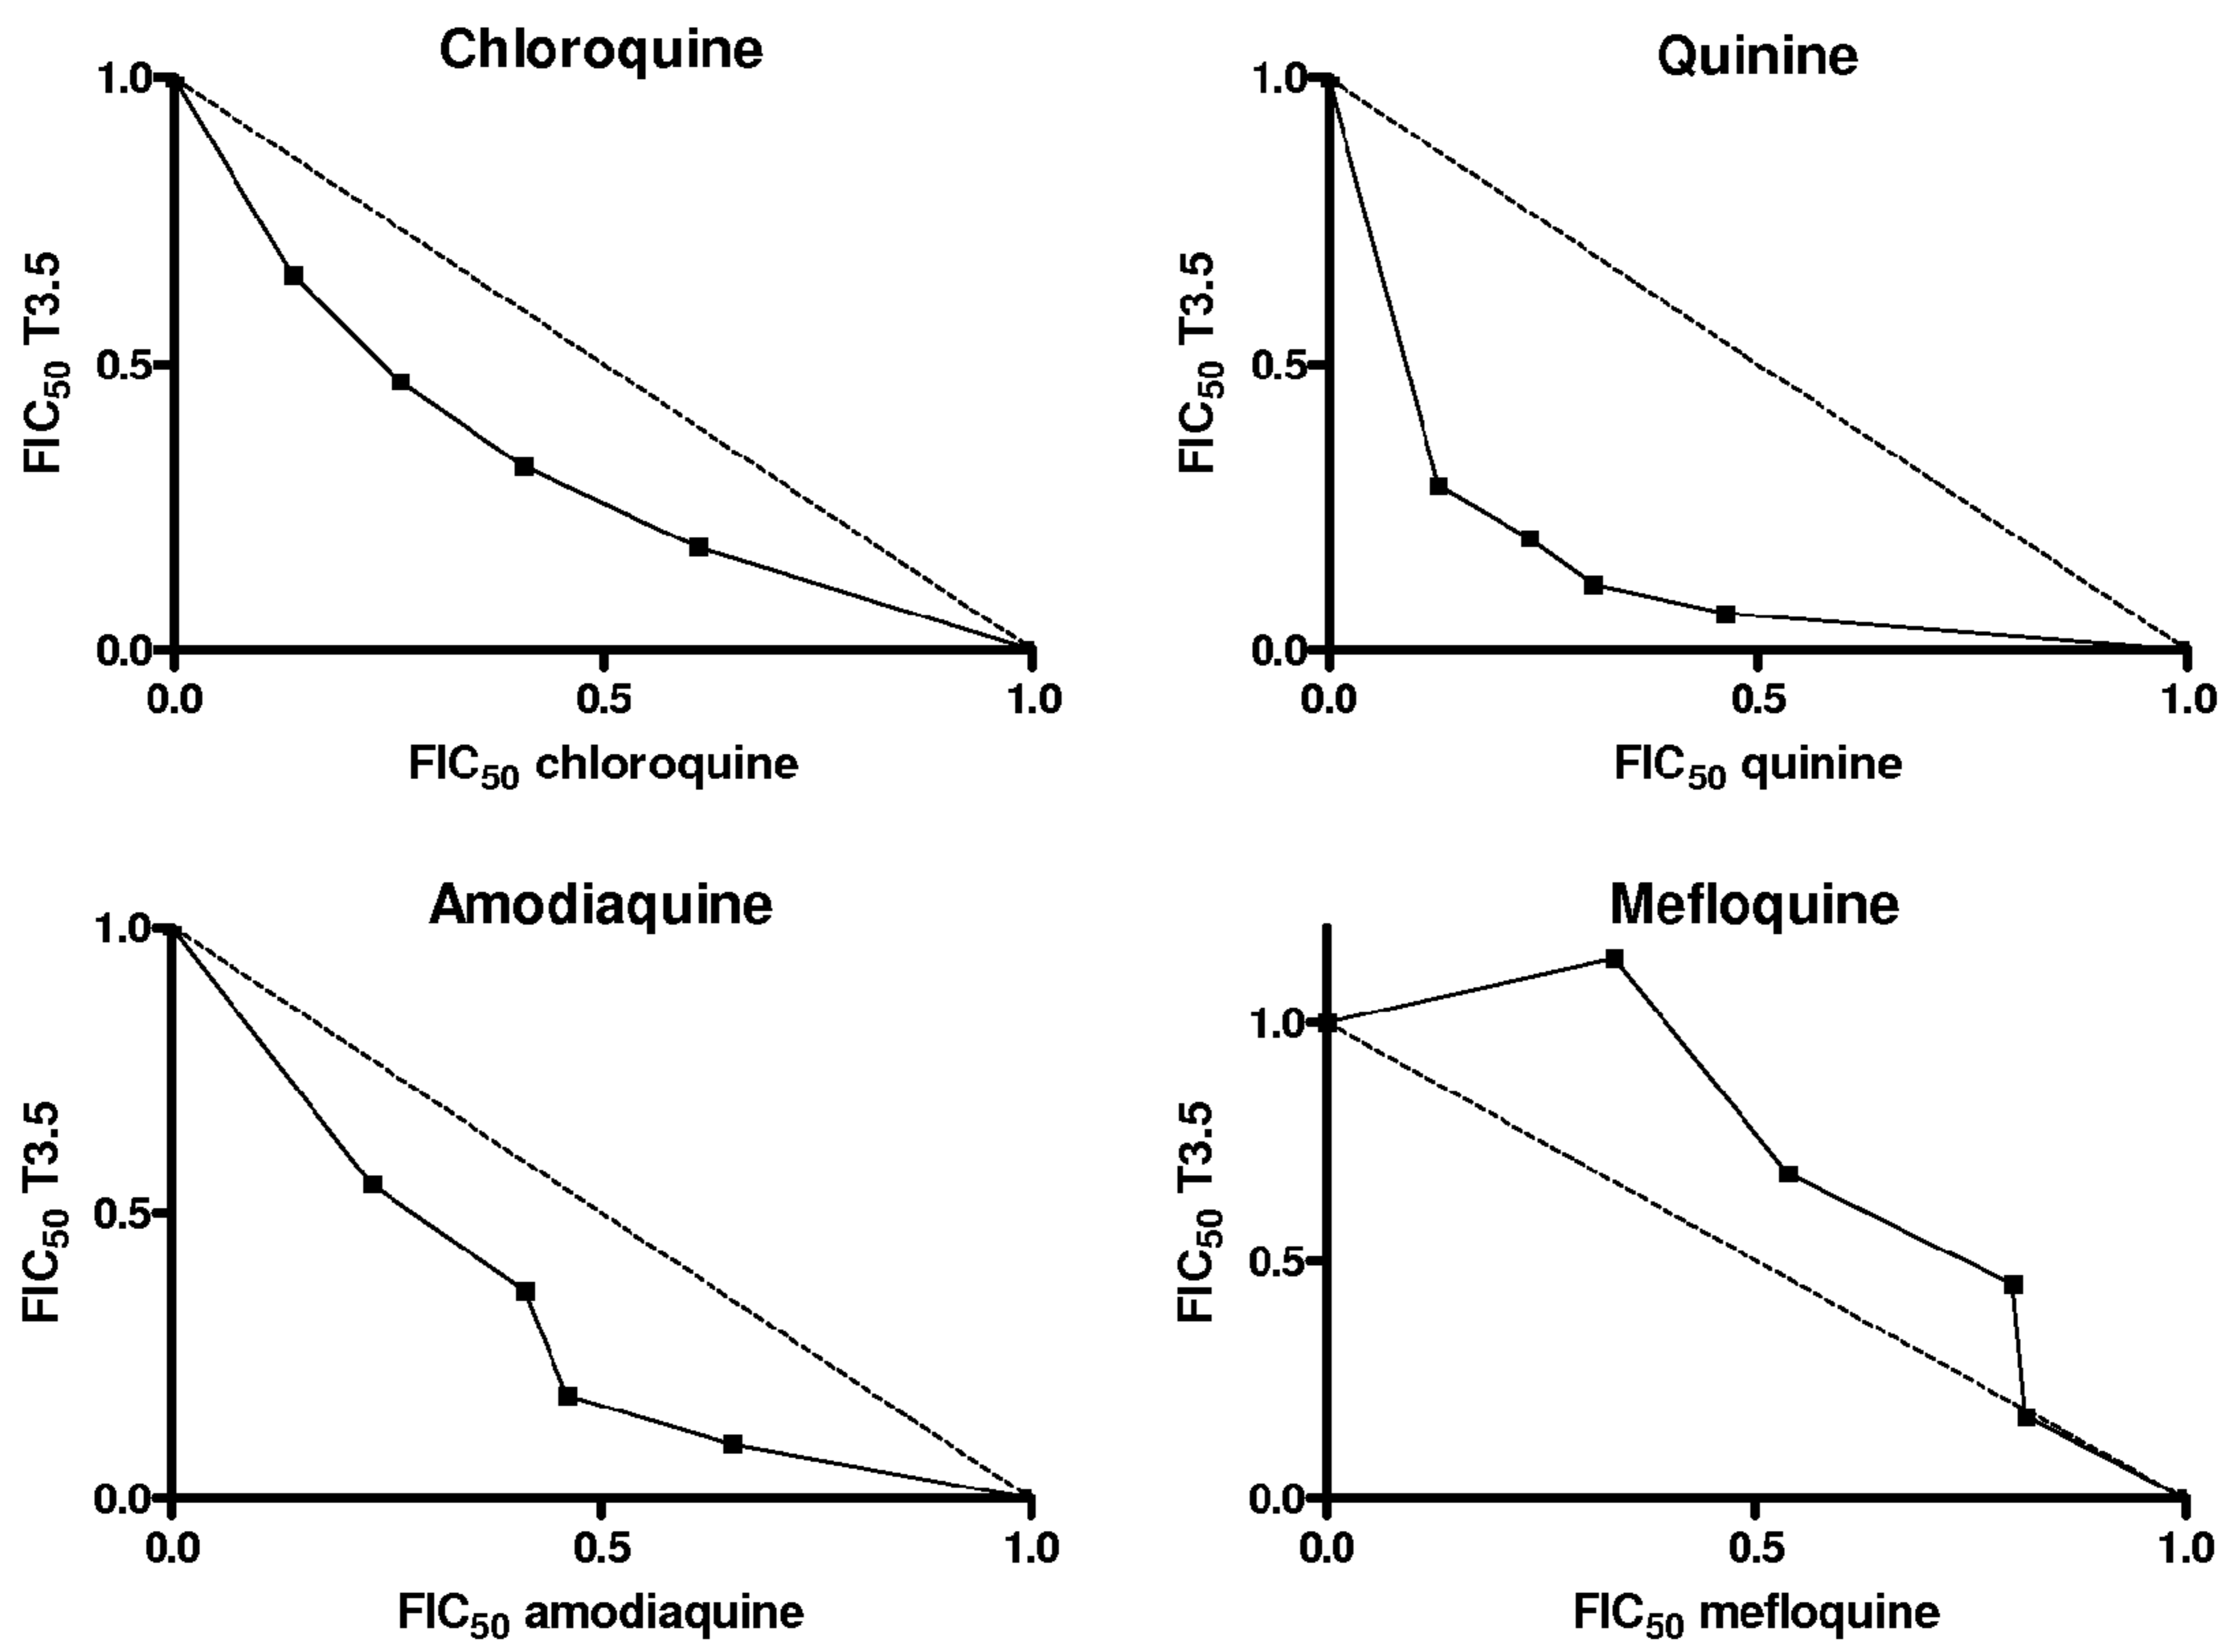 Chloroquine
1.0
0.5
0.0
FIC50 T3.5
0.0 0.5 1.0
FIC50 chloroquine
Quinine
1.0
0.5
0.0
FIC50 T3.5
0.0 0.5 1.0
FIC50 quinine
Amodiaquine
1.0
0.5
0.0
FIC50 T3.5
0.0 0.5 1.0
FIC50 amodiaquine
Mefloquine
1.0
0.5
0.0
FIC50 T3.5
0.0 0.5 1.0
FIC50 mefloquine